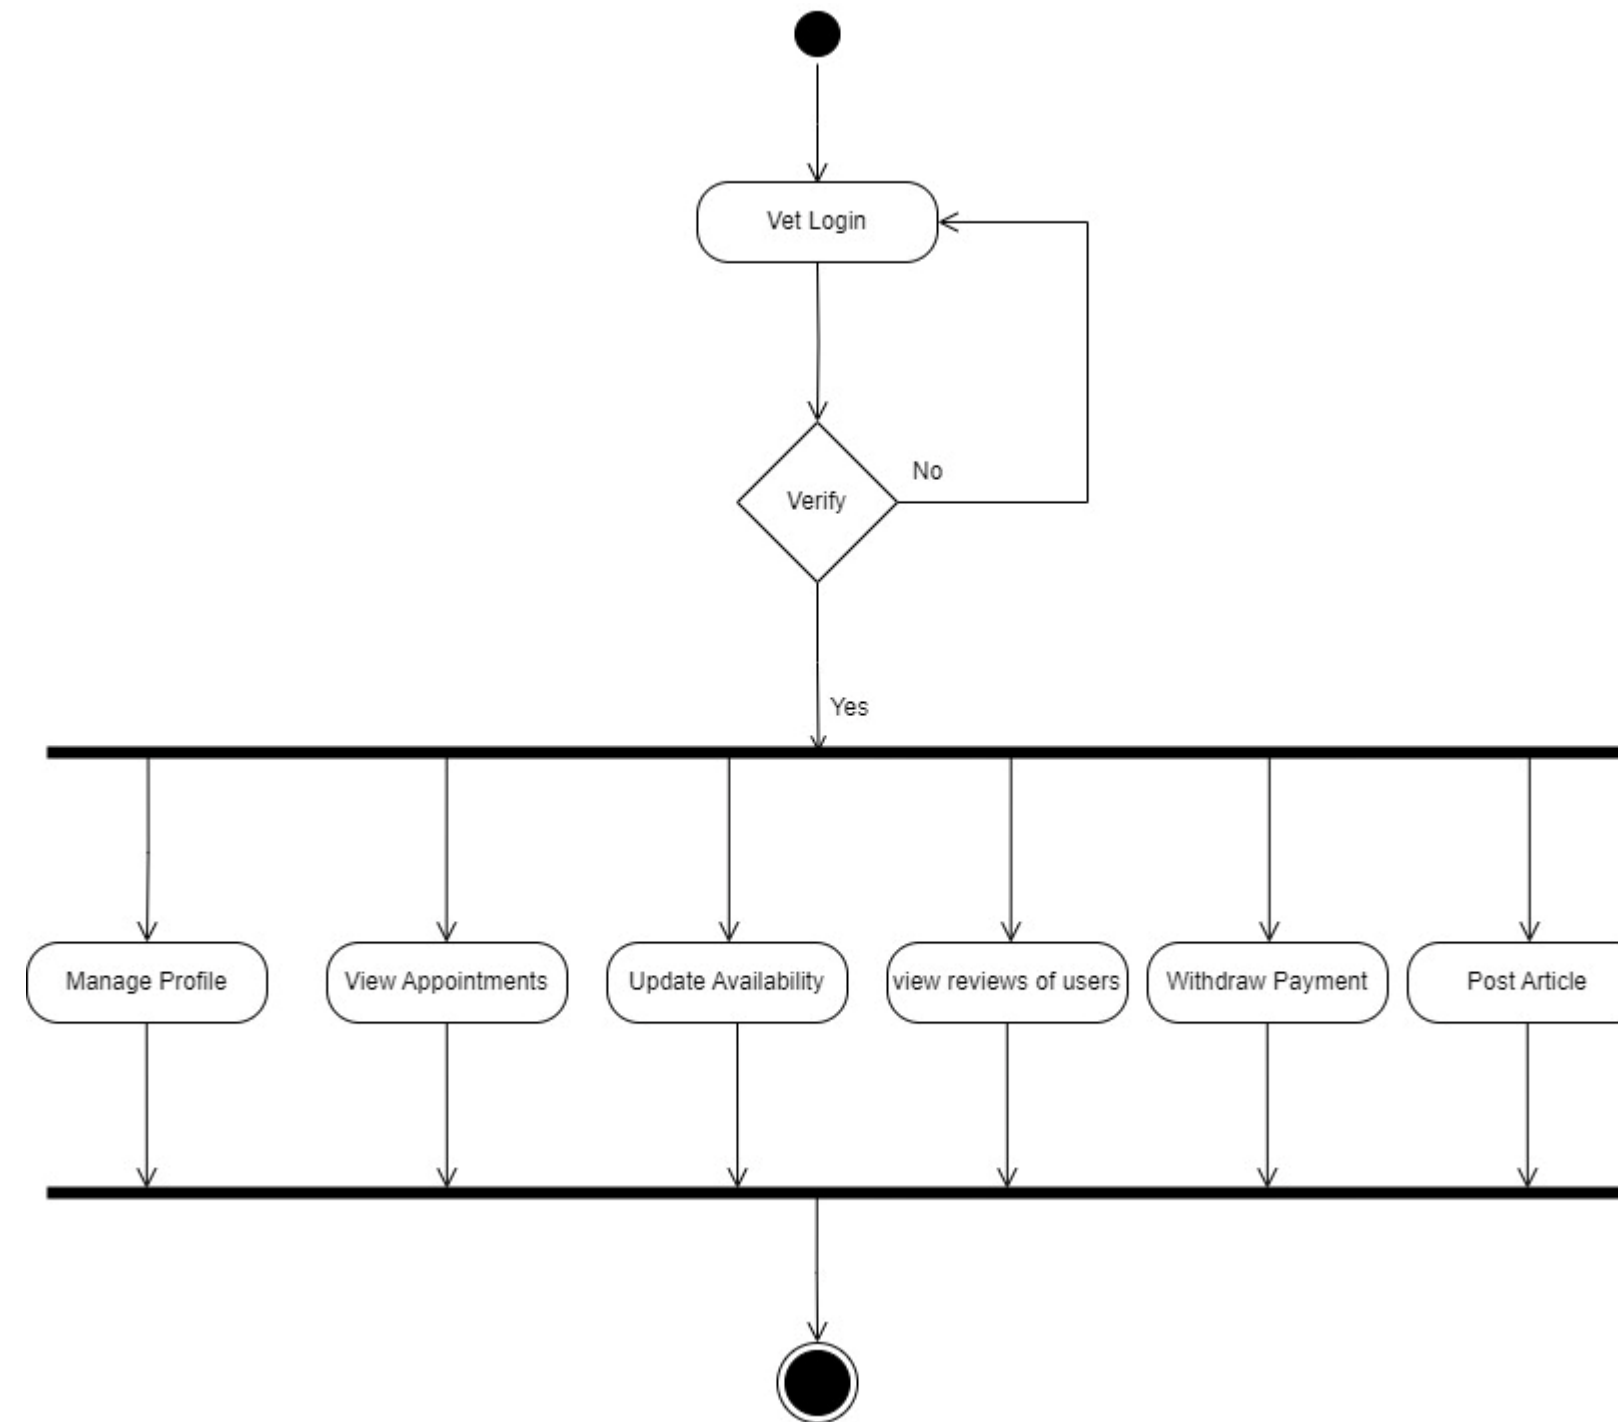 Vet Login
No
Verify
Yes
Manage Profile
View Appointments
Update Availability
view reviews of users
Withdraw Payment
Post Article